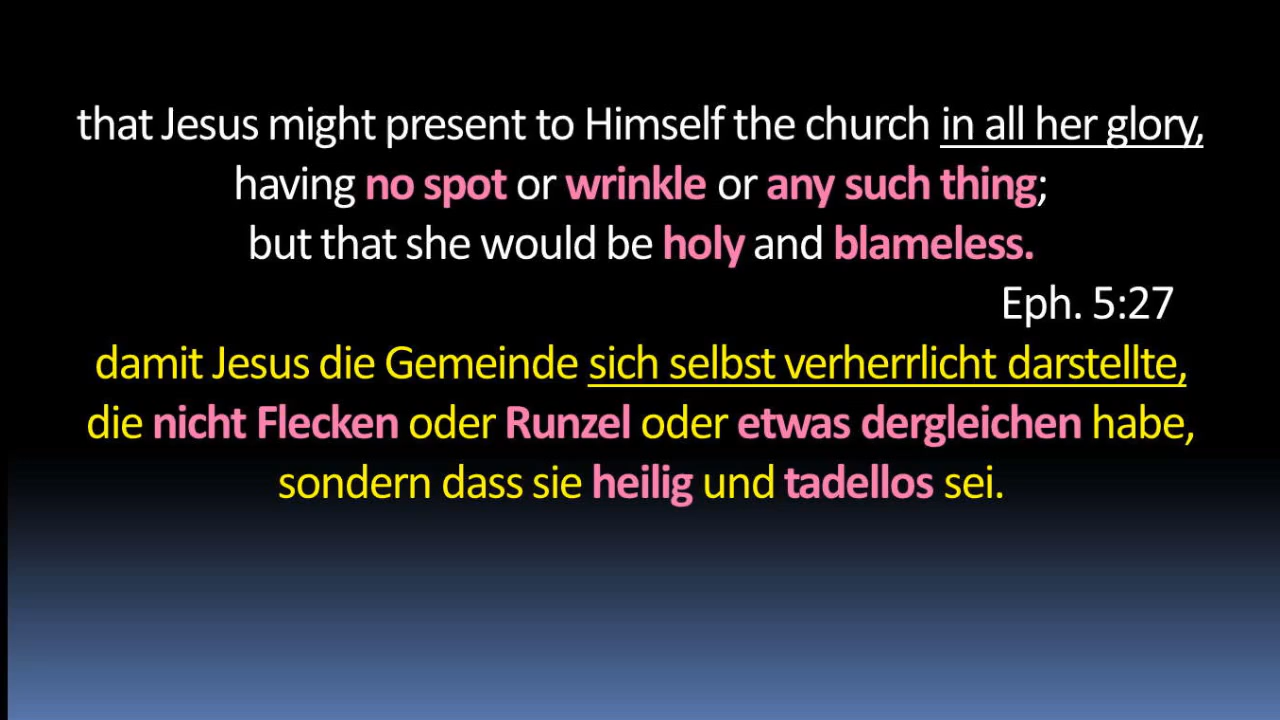 that Jesus might present to Himself the church in all her glory,
having no spot or wrinkle or any such thing;
but that she would be holy and blameless.
Eph. 5:27
damit Jesus die Gemeinde sich selbst verherrlicht darstellte,
die nicht Flecken oder Runzel oder etwas dergleichen habe,
sondern dass sie heilig und tadellos sei.